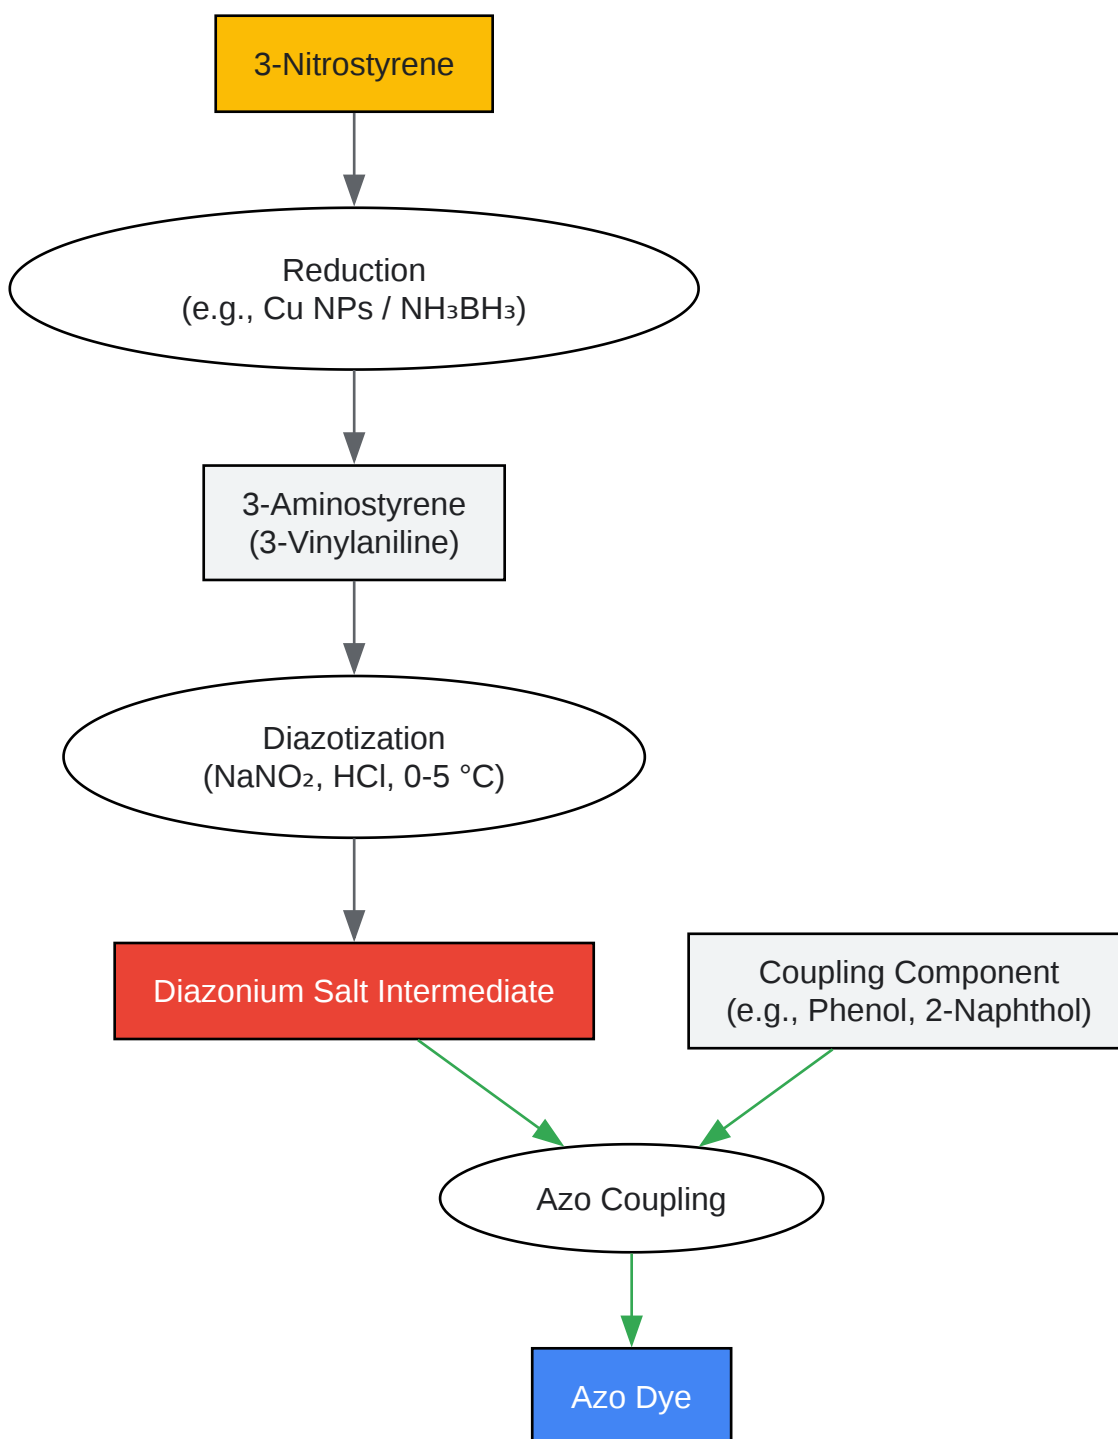 3-Nitrostyrene
Reduction
(e.g., Cu NPs / NH₃BH₃)
3-Aminostyrene
(3-Vinylaniline)
Diazotization
(NaNO₂, HCl, 0-5 °C)
Diazonium Salt Intermediate
Coupling Component
(e.g., Phenol, 2-Naphthol)
Azo Coupling
Azo Dye